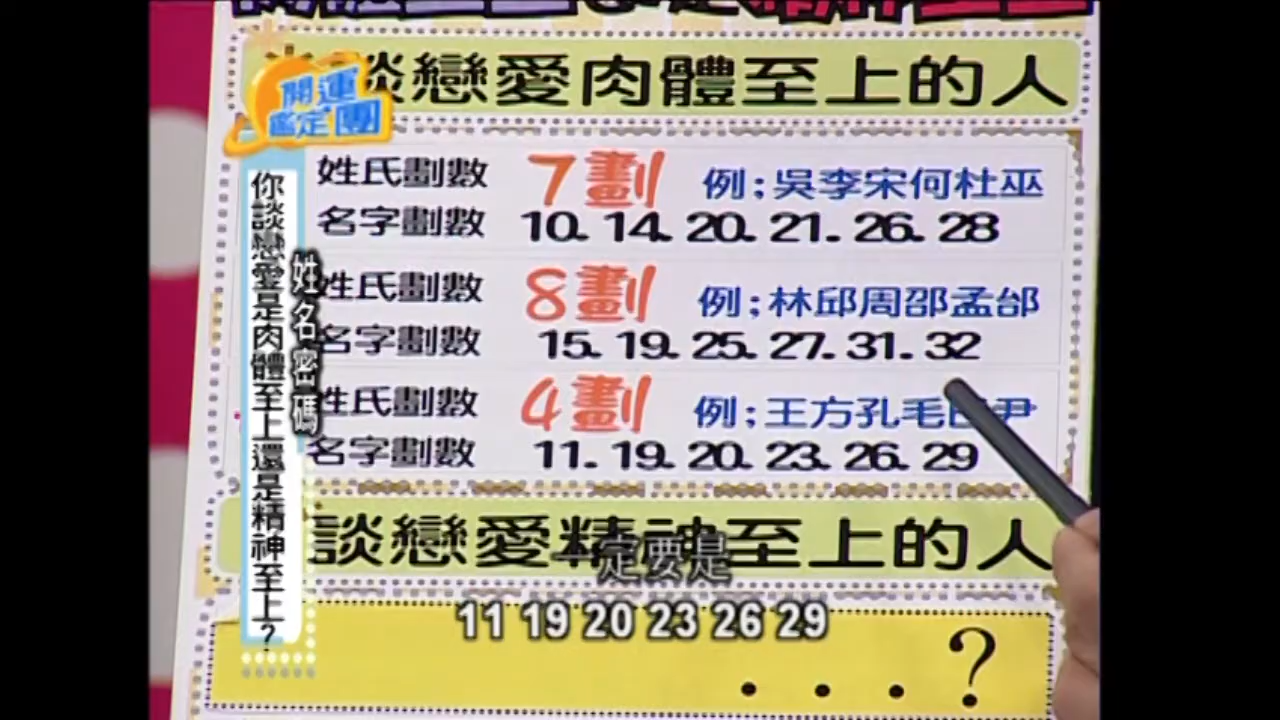 談戀愛肉體至上的人
開運
鑑定團
姓氏劃數 7劃 例;吳李宋何杜巫
名字劃數 10. 14. 20. 21. 26. 28
姓氏劃數 8劃 例;林邱周邵孟邰
名字劃數 15. 19. 25. 27. 31. 32
姓氏劃數 4劃 例;王方孔毛 尹
名字劃數 11. 19. 20. 23. 26. 29
談戀愛精神至上的人
...?
你談戀愛是肉體至上還是精神至上?
姓名密碼
一定要是
11 19 20 23 26 29